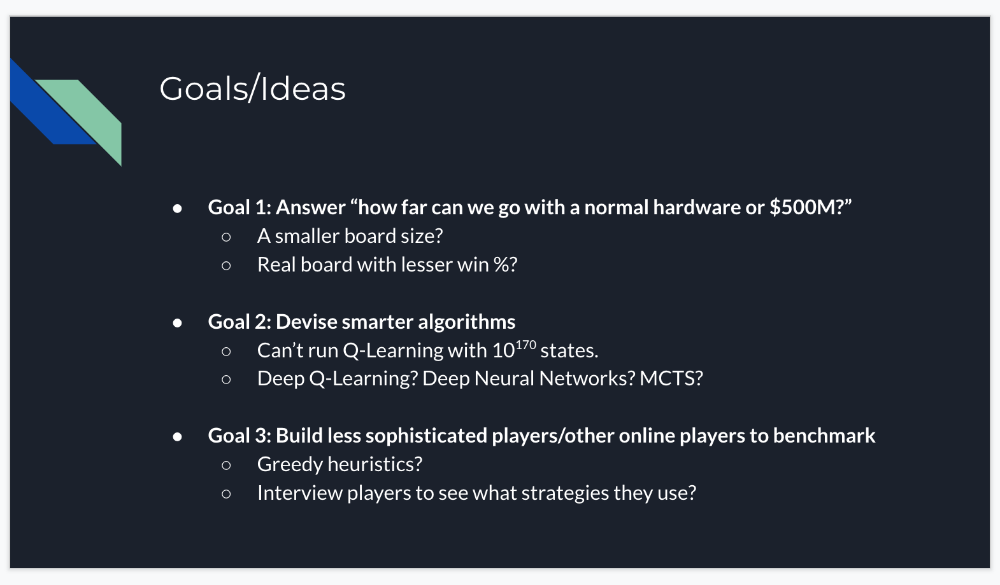 Goals/Ideas
● Goal 1: Answer “how far can we go with a normal hardware or $500M?”
○ A smaller board size?
○ Real board with lesser win %?
● Goal 2: Devise smarter algorithms
○ Can’t run Q-Learning with 10¹⁷⁰ states.
○ Deep Q-Learning? Deep Neural Networks? MCTS?
● Goal 3: Build less sophisticated players/other online players to benchmark
○ Greedy heuristics?
○ Interview players to see what strategies they use?